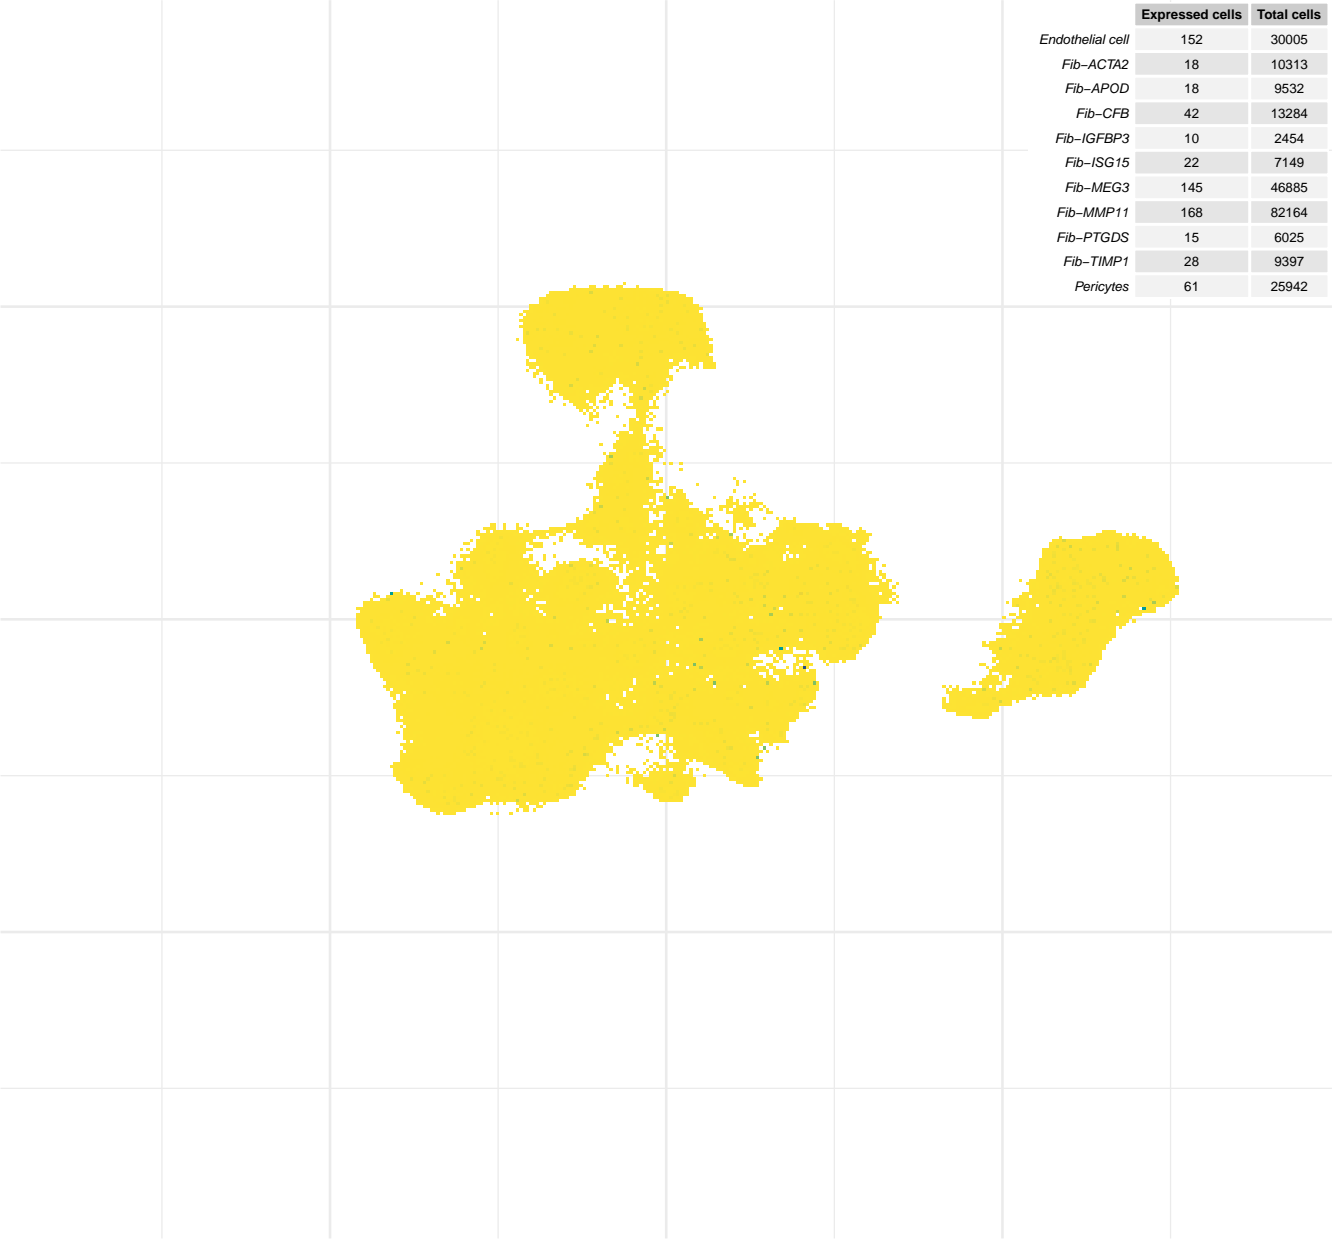 Expressed cells Total cells
Endothelial cell 152 30005
Fib−ACTA2 18 10313
Fib−APOD 18 9532
Fib−CFB 42 13284
Fib−IGFBP3 10 2454
Fib−ISG15 22 7149
Fib−MEG3 145 46885
Fib−MMP11 168 82164
Fib−PTGDS 15 6025
Fib−TIMP1 28 9397
Pericytes 61 25942